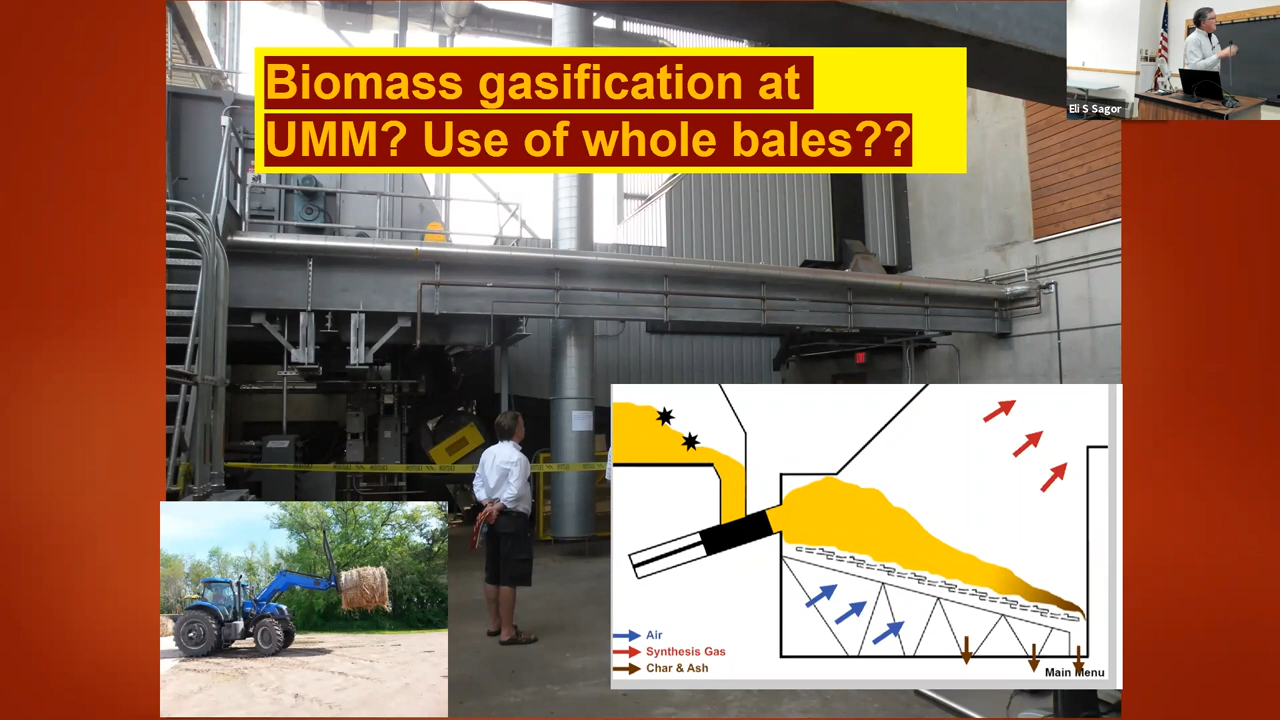 Biomass gasification at
UMM? Use of whole bales??
Eli S Sagor
Air
Synthesis Gas
Char & Ash
Main Menu